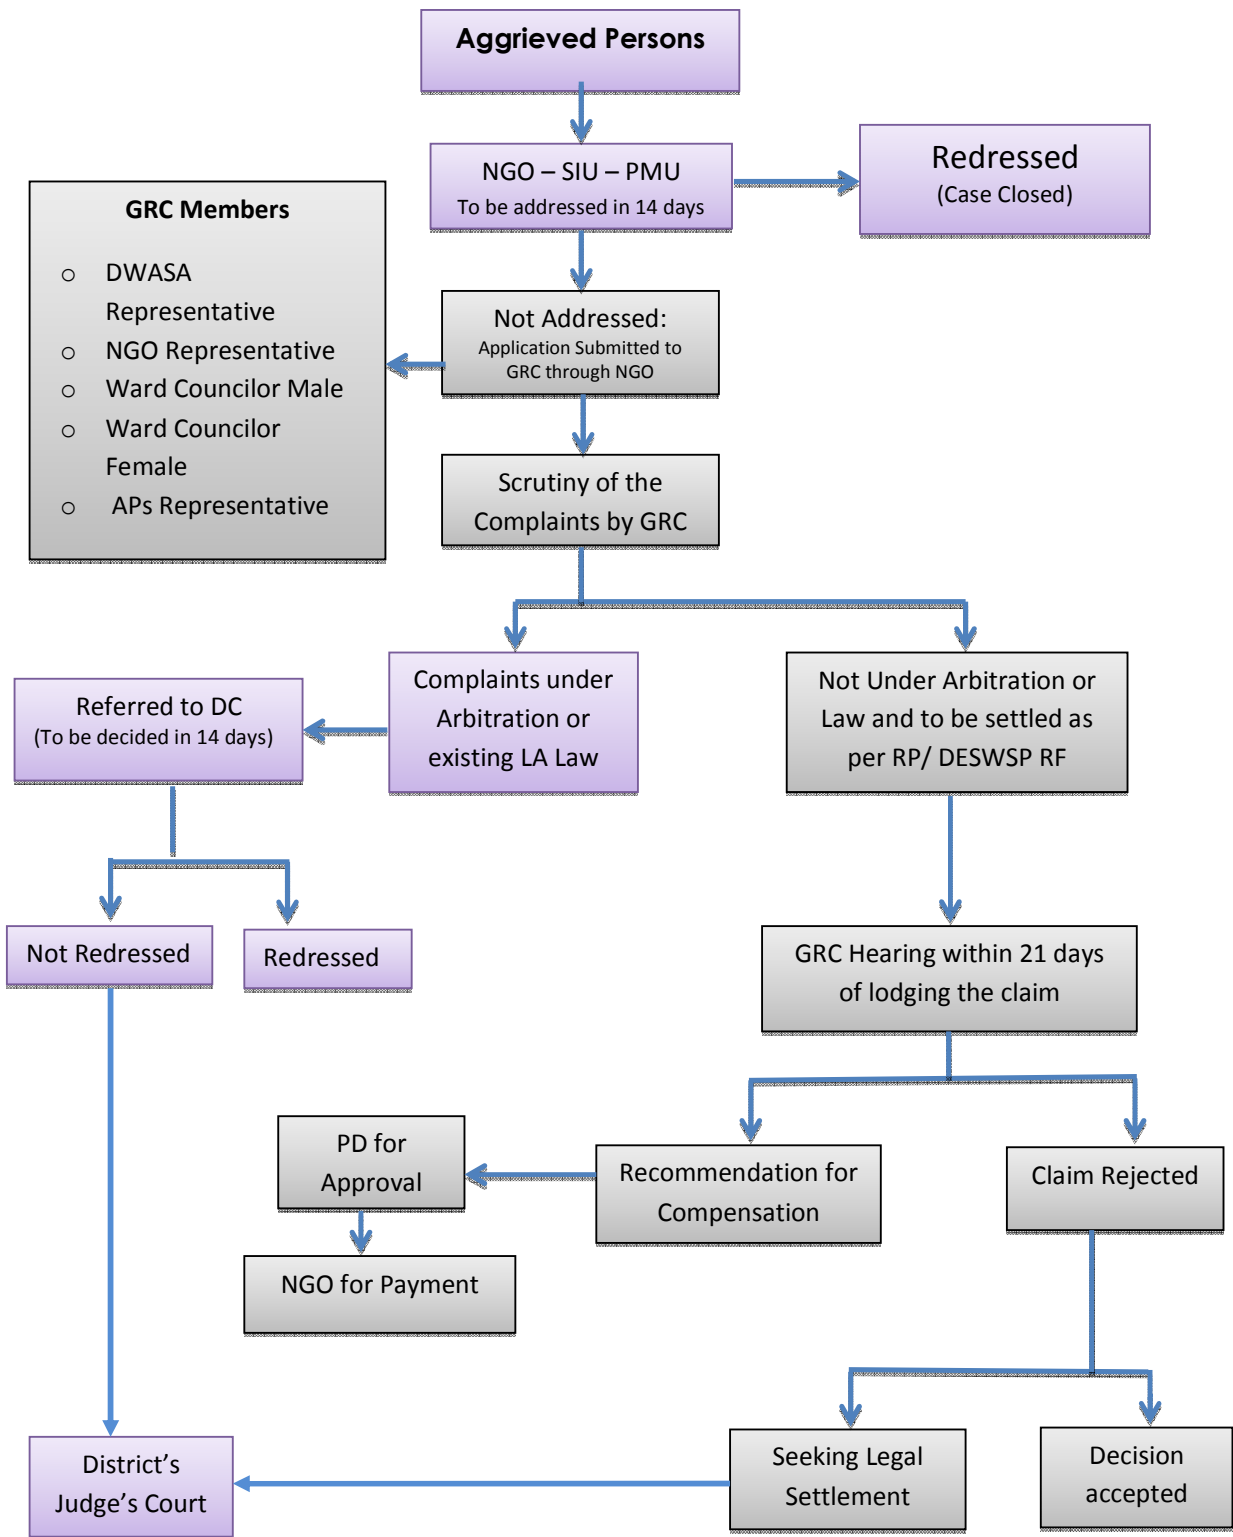 Aggrieved Persons
NGO – SIU – PMU
To be addressed in 14 days
Redressed
(Case Closed)
GRC Members
o DWASA
Representative
o NGO Representative
o Ward Councilor Male
o Ward Councilor
Female
o APs Representative
Not Addressed:
Application Submitted to
GRC through NGO
Scrutiny of the
Complaints by GRC
Referred to DC
(To be decided in 14 days)
Complaints under
Arbitration or
existing LA Law
Not Under Arbitration or
Law and to be settled as
per RP/ DESWSP RF
Not Redressed
Redressed
GRC Hearing within 21 days
of lodging the claim
PD for
Approval
Recommendation for
Compensation
Claim Rejected
NGO for Payment
District’s
Judge’s Court
Seeking Legal
Settlement
Decision
accepted